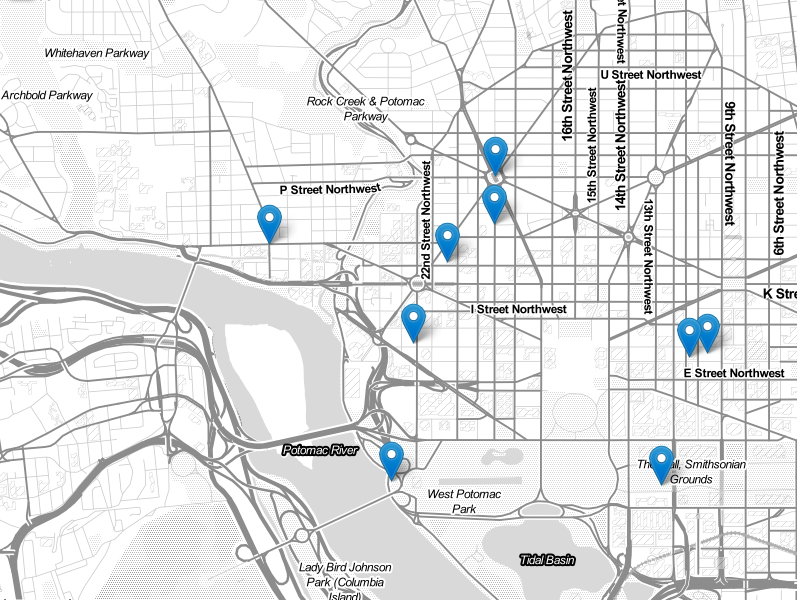 Whitehaven Parkway
Archbold Parkway
Rock Creek & Potomac
Parkway
U Street Northwest
16th Street Northwest
15th Street Northwest
14th Street Northwest
Northwest
13th Street Northwest
9th Street Northwest
6th Street Northwest
P Street Northwest
22nd Street Northwest
K Stre
I Street Northwest
E Street Northwest
Potomac River
West Potomac
Park
all, Smithsonian
Grounds
Tidal Basin
Lady Bird Johnson
Park (Columbia
Island)